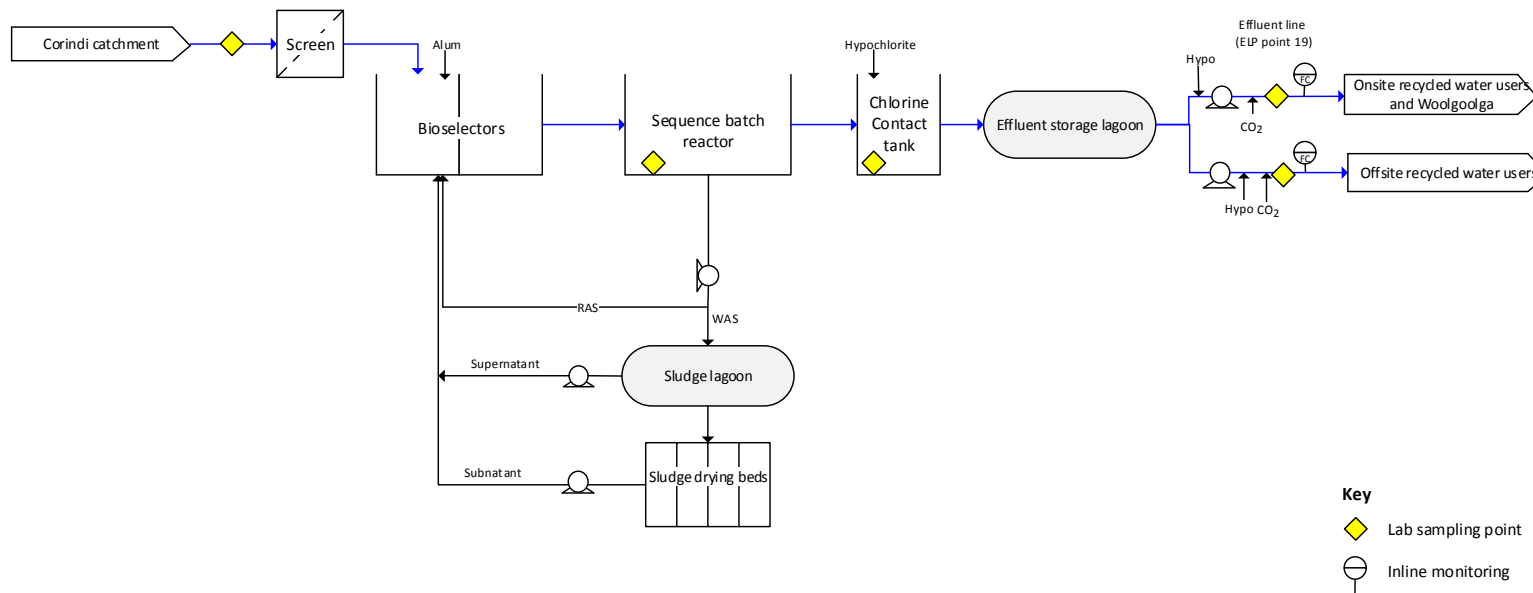 Effluent line
(ELP point 19)
Corindi catchment
Screen
Alum
Hypochlorite
Hypo
FC
Onsite recycled water users
and Woolgoolga
Bioselectors
Sequence batch
reactor
Chlorine
Contact
tank
Effluent storage lagoon
CO2
FC
Offsite recycled water users
Hypo CO2
RAS
WAS
Supernatant
Sludge lagoon
Subnatant
Sludge drying beds
Key
Lab sampling point
Inline monitoring